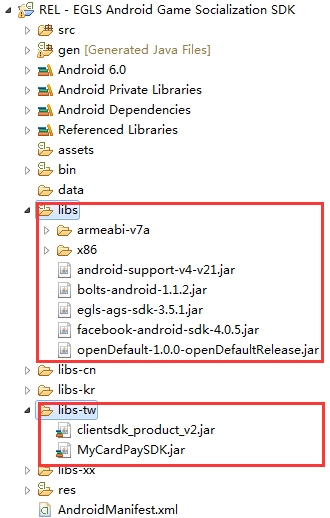 REL - EGLS Android Game Socialization SDK
src
gen [Generated Java Files]
Android 6.0
Android Private Libraries
Android Dependencies
Referenced Libraries
assets
bin
data
libs
armeabi-v7a
x86
android-support-v4-v21.jar
bolts-android-1.1.2.jar
egls-ags-sdk-3.5.1.jar
facebook-android-sdk-4.0.5.jar
openDefault-1.0.0-openDefaultRelease.jar
libs-cn
libs-kr
libs-tw
clientsdk_product_v2.jar
MyCardPaySDK.jar
libs-xx
res
AndroidManifest.xml